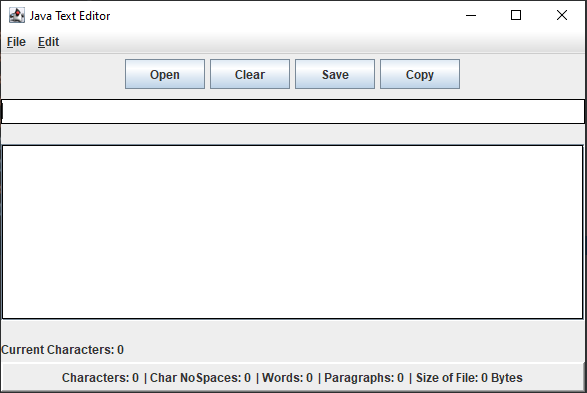 Java Text Editor
File Edit
Open Clear Save Copy
Current Characters: 0
Characters: 0 | Char NoSpaces: 0 | Words: 0 | Paragraphs: 0 | Size of File: 0 Bytes